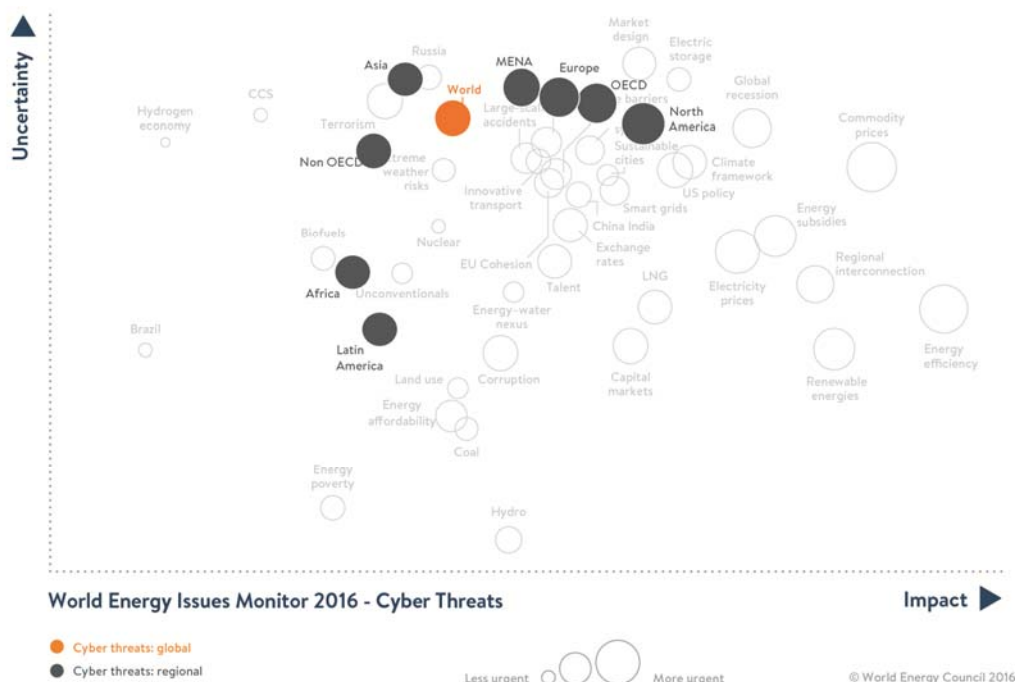 Uncertainty
Market
design
Electric
storage
Russia
Asia
MENA
Europe
OECD
World
Global
recession
CCS
Hydrogen
economy
Large-scal
accidents
e barriers
North
America
Commodity
prices
Terrorism
Non OECD
treme
weather
risks
Sustainable
cities
Climate
framework
US policy
Innovative
transport
Smart grids
China India
Energy
subsidies
Biofuels
Nuclear
EU Cohesion
Exchange
rates
Regional
interconnection
Africa
Unconventionals
Talent
LNG
Electricity
prices
Energy-water
nexus
Brazil
Latin
America
Land use
Corruption
Capital
markets
Renewable
energies
Energy
efficiency
Energy
affordability
Coal
Energy
poverty
Hydro
World Energy Issues Monitor 2016 - Cyber Threats
Impact
Cyber threats: global
Cyber threats: regional
Less urgent
More urgent
© World Energy Council 2016